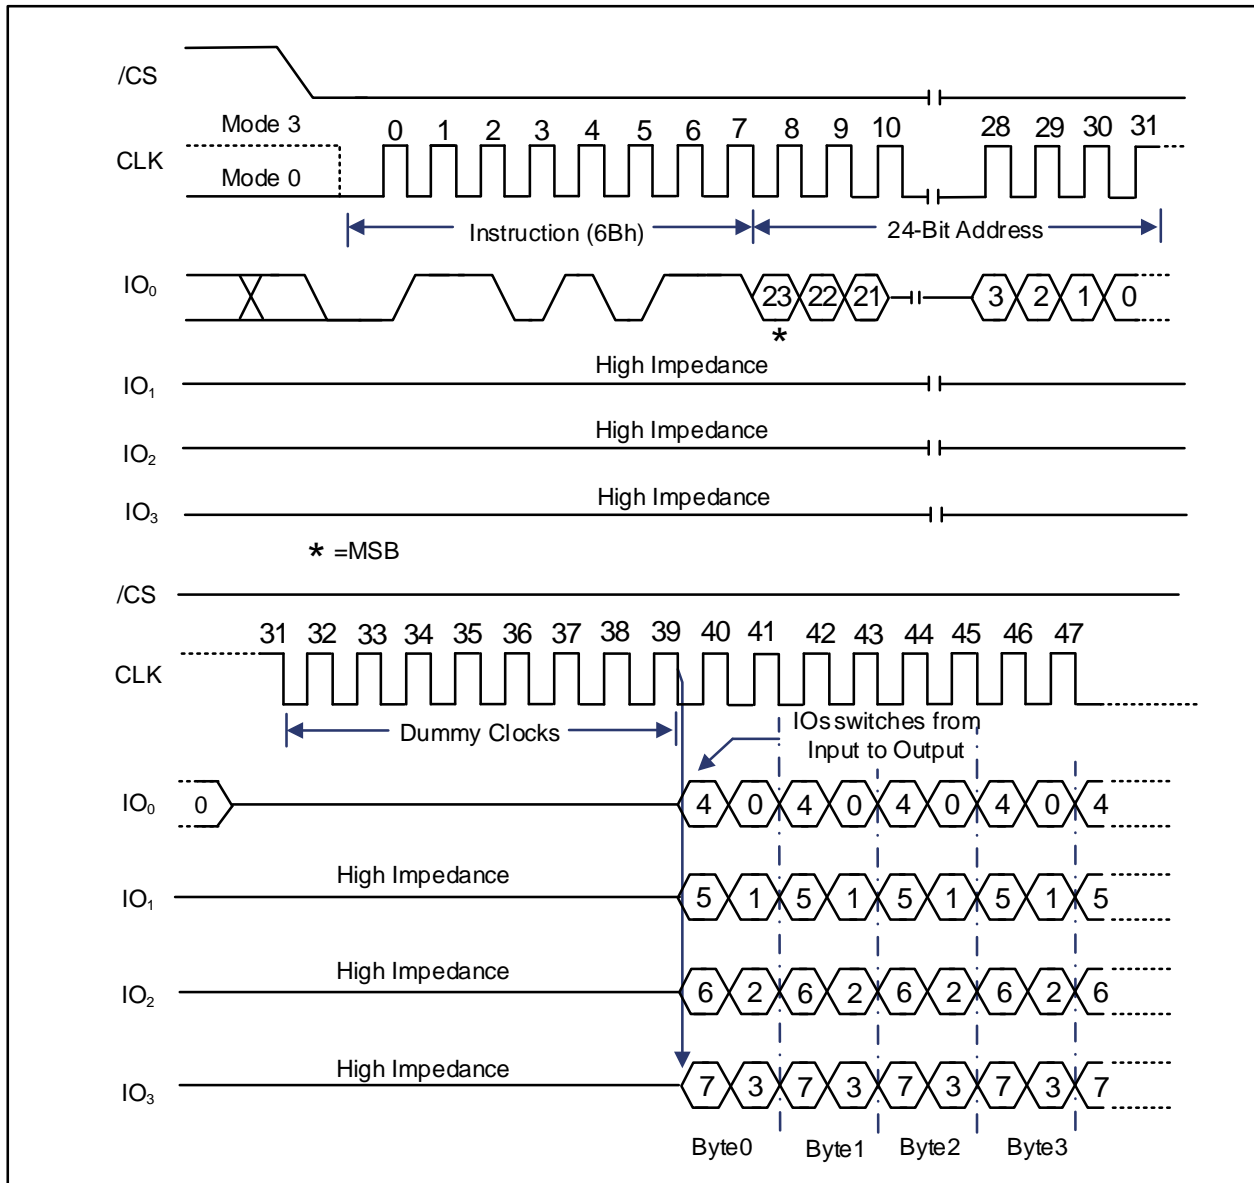 /CS
Mode 3
0 1 2 3 4 5 6 7 8 9 10 28 29 30 31
CLK
Mode 0
Instruction (6Bh) 24-Bit Address
IO0 23 22 21 3 2 1 0
*
High Impedance
IO1
High Impedance
IO2
High Impedance
IO3
* =MSB
/CS
31 32 33 34 35 36 37 38 39 40 41 42 43 44 45 46 47
CLK
Dummy Clocks
IOs switches from
Input to Output
IO0 0 4 0 4 0 4 0 4 0 4
High Impedance
IO1 5 1 5 1 5 1 5 1 5
High Impedance
IO2 6 2 6 2 6 2 6 2 6
High Impedance
IO3 7 3 7 3 7 3 7 3 7
Byte0 Byte1 Byte2 Byte3